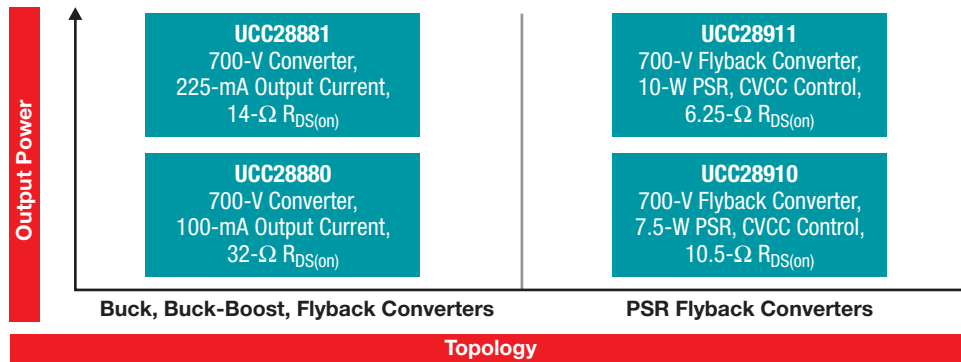 Output Power
UCC28881
700-V Converter,
225-mA Output Current,
14-Ω RDS(on)
UCC28911
700-V Flyback Converter,
10-W PSR, CVCC Control,
6.25-Ω RDS(on)
UCC28880
700-V Converter,
100-mA Output Current,
32-Ω RDS(on)
UCC28910
700-V Flyback Converter,
7.5-W PSR, CVCC Control,
10.5-Ω RDS(on)
Buck, Buck-Boost, Flyback Converters
PSR Flyback Converters
Topology